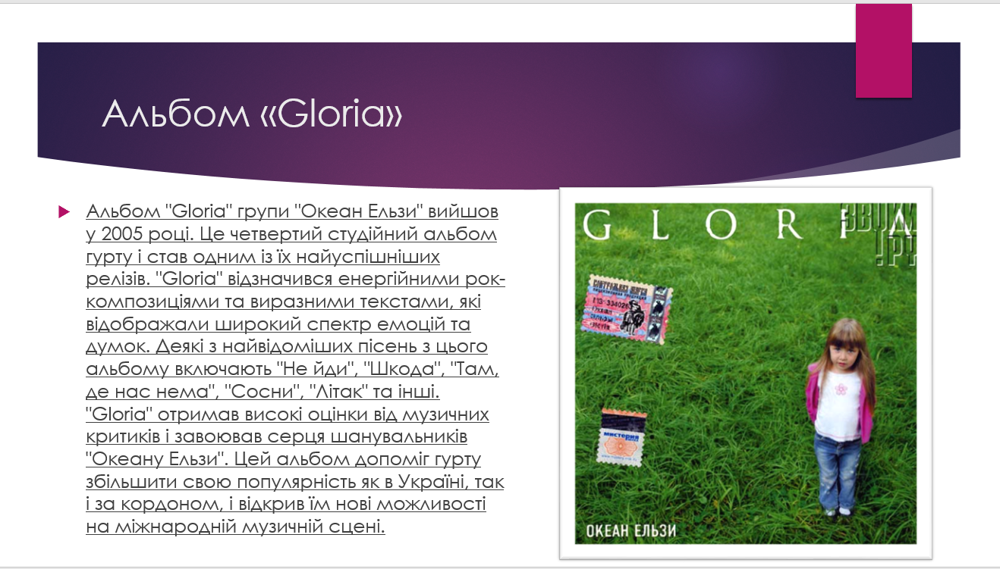 Альбом «Gloria»
Альбом "Gloria" групи "Океан Ельзи" вийшов
у 2005 році. Це четвертий студійний альбом
гурту і став одним із їх найуспішніших
релізів. "Gloria" відзначився енергійними рок-
композиціями та виразними текстами, які
відображали широкий спектр емоцій та
думок. Деякі з найвідоміших пісень з цього
альбому включають "Не йди", "Шкода", "Там,
де нас нема", "Сосни", "Літак" та інші.
"Gloria" отримав високі оцінки від музичних
критиків і завоював серця шанувальників
"Океану Ельзи". Цей альбом допоміг гурту
збільшити свою популярність як в Україні, так
і за кордоном, і відкрив їм нові можливості
на міжнародній музичній сцені.
GLORIA
КОНТРОЛЬНАЯ МАРКА
мистерия
ОКЕАН ЕЛЬЗИ